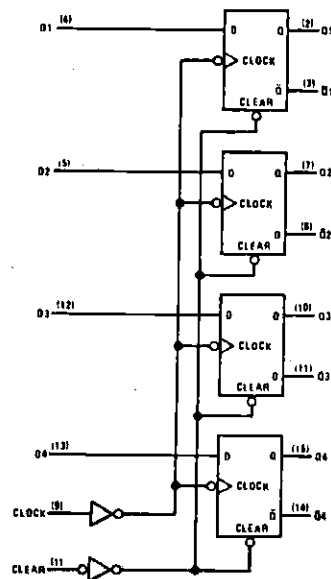 D1 (4) D Q (2) Q1
CLOCK
Q̄ (3) Q̄1
CLEAR
D2 (5) D Q (7) Q2
CLOCK
Q̄ (6) Q̄2
CLEAR
D3 (12) D Q (10) Q3
CLOCK
Q̄ (11) Q̄3
CLEAR
D4 (13) D Q (15) Q4
CLOCK
CLOCK (9) Q̄ (14) Q̄4
CLEAR
CLEAR (1)